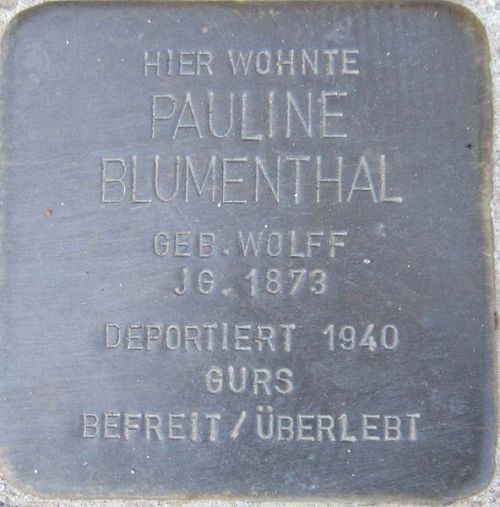 HIER WOHNTE
PAULINE
BLUMENTHAL
GEB. WOLFF
JG. 1873
DEPORTIERT 1940
GURS
BEFREIT/ÜBERLEBT